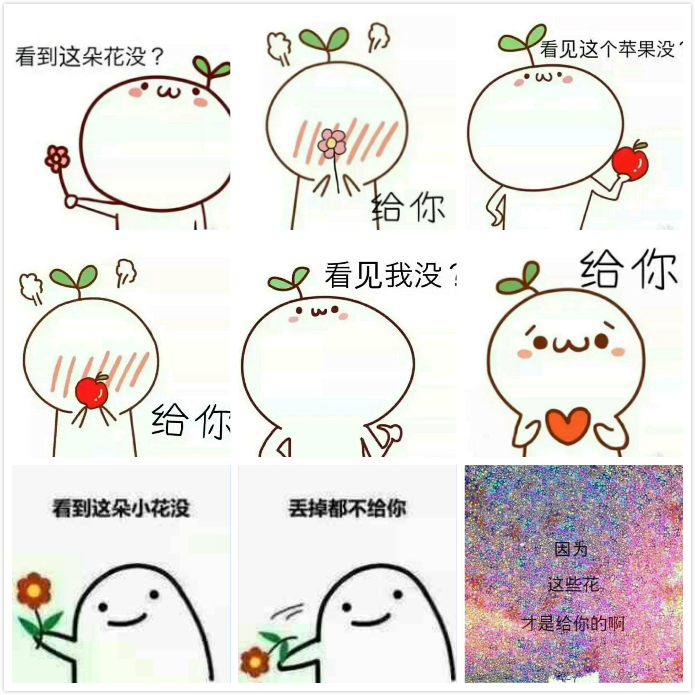 看到这朵花没？
给你
看见这个苹果没？
给你
看见我没？
给你
看到这朵小花没
丢掉都不给你
因为
这些花
才是给你的啊